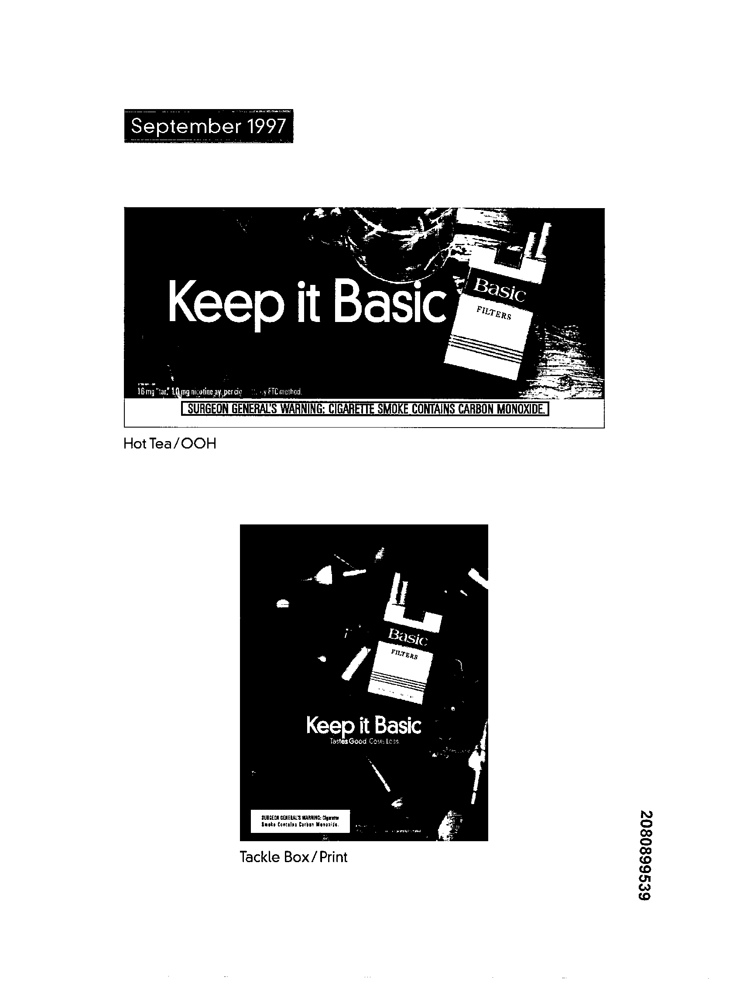 September 1997
Keep it Basic
Basic
FILTERS
16 mg "tar," 1.0 mg nicotine av. per cig FTC method.
SURGEON GENERAL'S WARNING: CIGARETTE SMOKE CONTAINS CARBON MONOXIDE.
Hot Tea/OOH
Basic
FILTERS
Keep it Basic
Tastes Good. Costs Less.
SURGEON GENERAL'S WARNING: Cigarette
Smoke Contains Carbon Monoxide.
Tackle Box/Print
2080899539